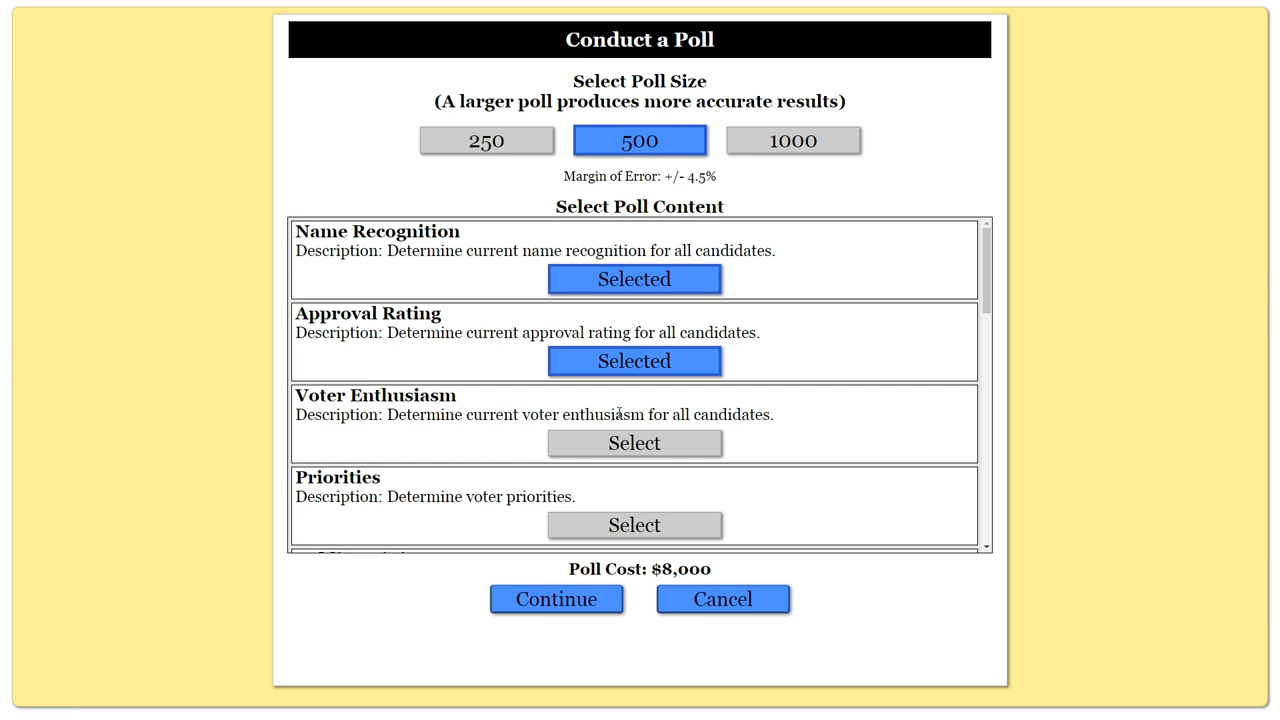 Conduct a Poll
Select Poll Size
(A larger poll produces more accurate results)
250 500 1000
Margin of Error: +/- 4.5%
Select Poll Content
Name Recognition
Description: Determine current name recognition for all candidates.
Selected
Approval Rating
Description: Determine current approval rating for all candidates.
Selected
Voter Enthusiasm
Description: Determine current voter enthusiasm for all candidates.
Select
Priorities
Description: Determine voter priorities.
Select
Poll Cost: $8,000
Continue Cancel